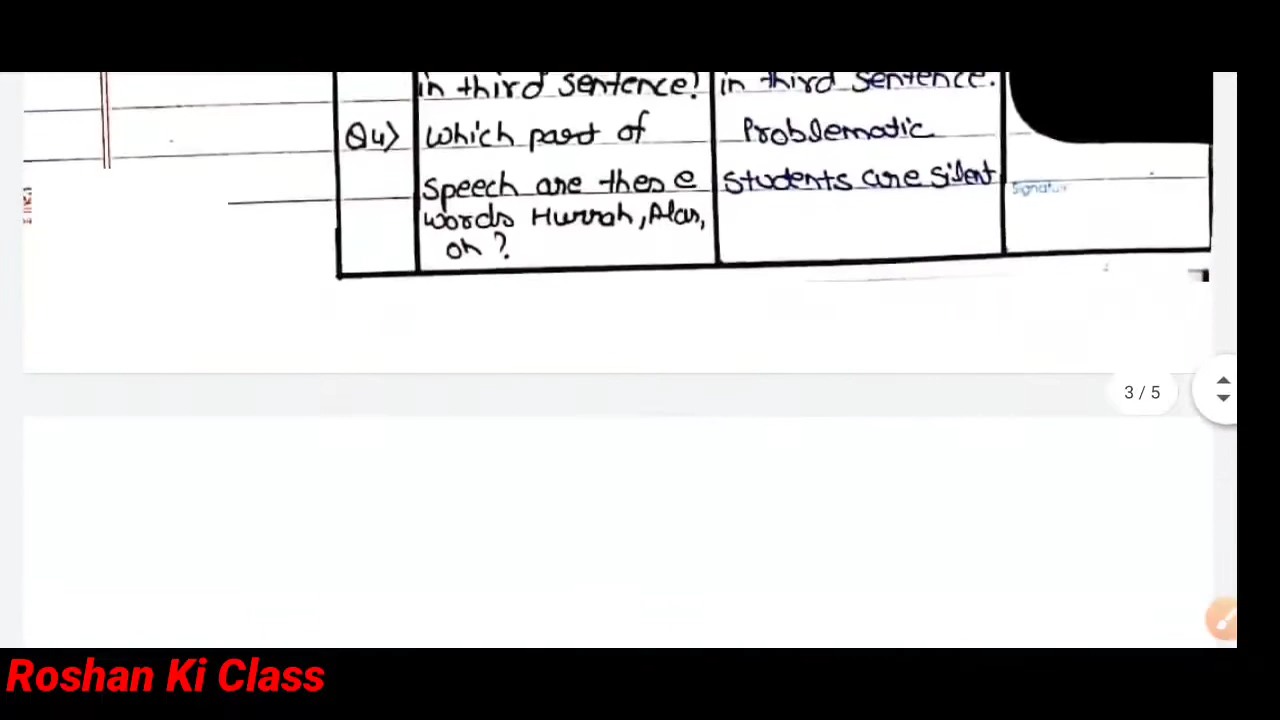 in third sentence? in third sentence.
Q4> which part of Problematic
speech are these students are silent
words Hurrah, Alas,
oh ?
Signature
3 / 5
Roshan Ki Class